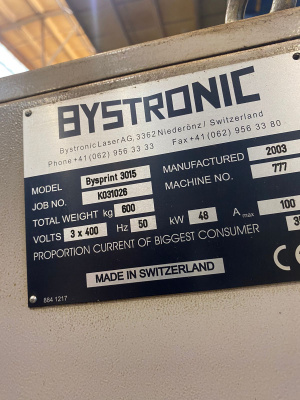 BYSTRONIC
Bystronic Laser AG, 3362 Niederönz / Switzerland
Phone +41 (062) 956 33 33 Fax +41 (062) 956 33 80
MODEL Bysprint 3015 MANUFACTURED 2003
JOB NO. K031026 MACHINE NO. 777
TOTAL WEIGHT kg 600
VOLTS 3 x 400 Hz 50 kW 48 A max 100
PROPORTION CURRENT OF BIGGEST CONSUMER
MADE IN SWITZERLAND
884 1217 CE